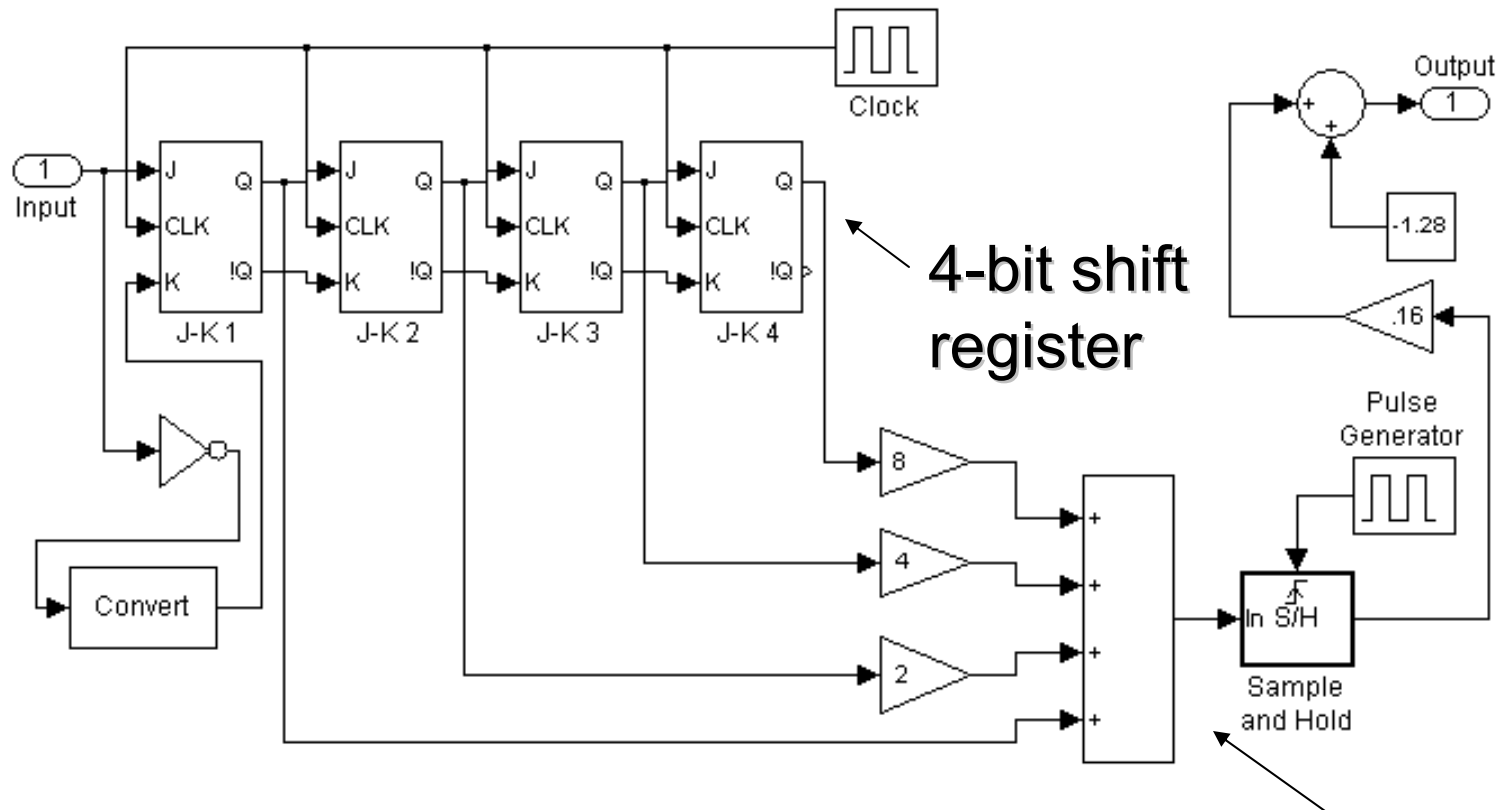 Clock
Output
1
1
Input
J
Q
CLK
!Q
K
J-K 1
J
Q
CLK
!Q
K
J-K 2
J
Q
CLK
!Q
K
J-K 3
J
Q
CLK
!Q
K
J-K 4
+
+
-1.28
4-bit shift
register
.16
Pulse
Generator
Convert
8
4
2
+
+
+
+
In S/H
Sample
and Hold